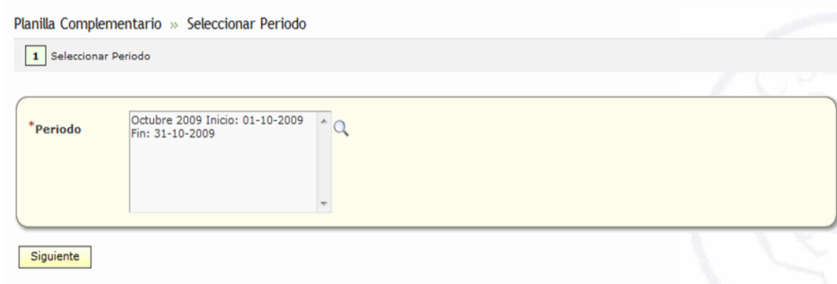 Planilla Complementario » Seleccionar Periodo
1 Seleccionar Periodo
*Periodo
Octubre 2009 Inicio: 01-10-2009
Fin: 31-10-2009
Siguiente